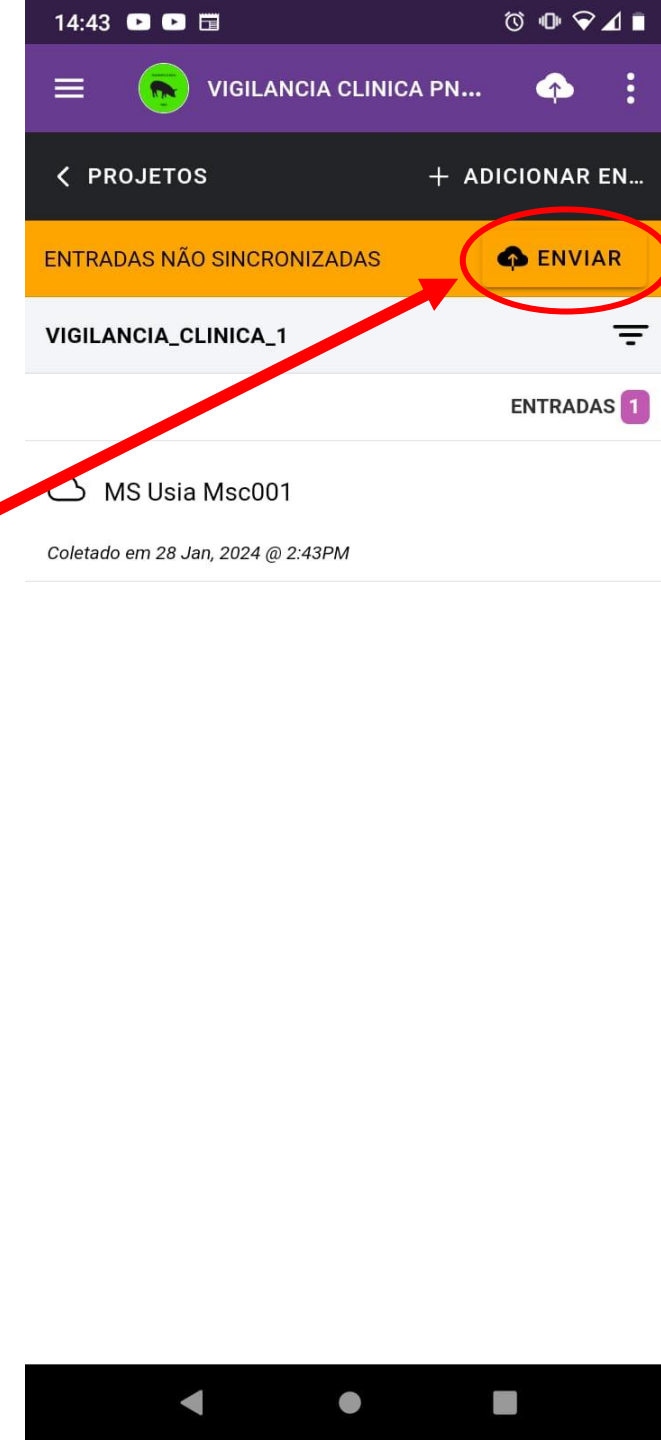 14:43
VIGILANCIA CLINICA PN...
PROJETOS
+ ADICIONAR EN...
ENTRADAS NÃO SINCRONIZADAS
ENVIAR
VIGILANCIA_CLINICA_1
ENTRADAS 1
MS Usia Msc001
Coletado em 28 Jan, 2024 @ 2:43PM